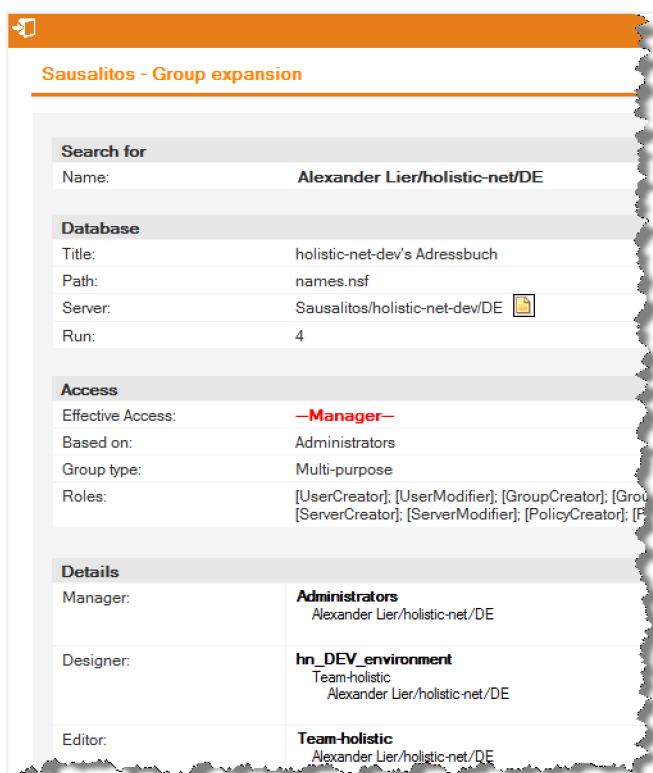 Sausalitos - Group expansion
Search for
Name: Alexander Lier/holistic-net/DE
Database
Title: holistic-net-dev's Adressbuch
Path: names.nsf
Server: Sausalitos/holistic-net-dev/DE
Run: 4
Access
Effective Access: —Manager—
Based on: Administrators
Group type: Multi-purpose
Roles: [UserCreator]; [UserModifier]; [GroupCreator]; [Grou
[ServerCreator]; [ServerModifier]; [PolicyCreator]; [P
Details
Manager: Administrators
Alexander Lier/holistic-net/DE
Designer: hn_DEV_environment
Team-holistic
Alexander Lier/holistic-net/DE
Editor: Team-holistic
Alexander Lier/holistic-net/DE